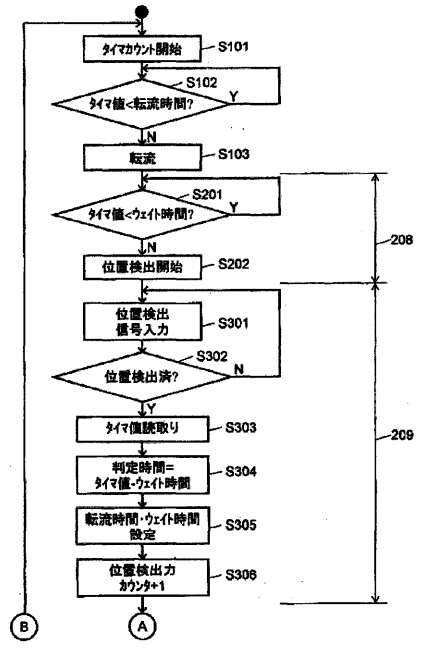 タイマカウント開始
S101
S102
タイマ値<転流時間?
Y
N
転流
S103
S201
タイマ値<ウェイト時間?
Y
N
208
位置検出開始
S202
位置検出
信号入力
S301
S302
位置検出済?
N
Y
209
タイマ値読取り
S303
判定時間=
タイマ値-ウェイト時間
S304
転流時間・ウェイト時間
設定
S305
位置検出力
カウンタ+1
S306
B
A